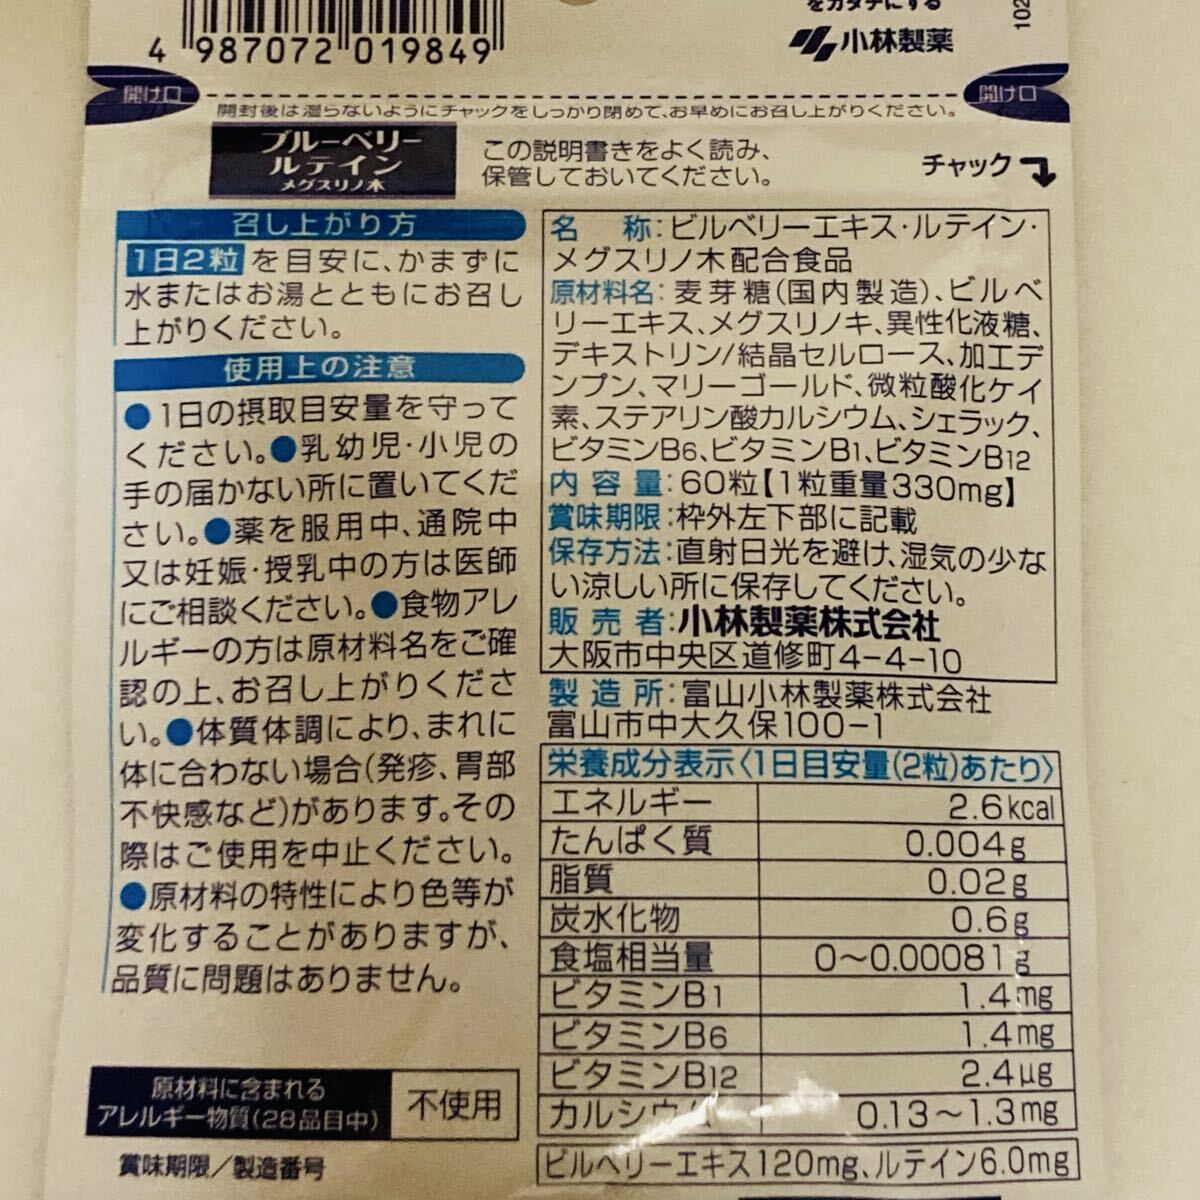 をカタチにする
小林製薬
102
4 987072 019849
開け口
開け口
開封後は湿らないようにチャックをしっかり閉めて、お早めにお召し上がりください。
ブルーベリー
ルテイン
メグスリノ木
この説明書きをよく読み、
保管しておいてください。
チャック
召し上がり方
1日2粒を目安に、かまずに
水またはお湯とともにお召し
上がりください。
使用上の注意
●1日の摂取目安量を守って
ください。●乳幼児・小児の
手の届かない所に置いてくだ
さい。●薬を服用中、通院中
又は妊娠・授乳中の方は医師
にご相談ください。●食物アレ
ルギーの方は原材料名をご確
認の上、お召し上がりくださ
い。●体質体調により、まれに
体に合わない場合(発疹、胃部
不快感など)があります。その
際はご使用を中止ください。
●原材料の特性により色等が
変化することがありますが、
品質に問題はありません。
原材料に含まれる
アレルギー物質(28品目中)
不使用
賞味期限/製造番号
名 称:ビルベリーエキス・ルテイン・
メグスリノ木配合食品
原材料名:麦芽糖(国内製造)、ビルベ
リーエキス、メグスリノキ、異性化液糖、
デキストリン/結晶セルロース、加工デ
ンプン、マリーゴールド、微粒酸化ケイ
素、ステアリン酸カルシウム、シェラック、
ビタミンB6、ビタミンB1、ビタミンB12
内容量:60粒【1粒重量330mg】
賞味期限:枠外左下部に記載
保存方法:直射日光を避け、湿気の少な
い涼しい所に保存してください。
販売者:小林製薬株式会社
大阪市中央区道修町4-4-10
製造所:富山小林製薬株式会社
富山市中大久保100-1
栄養成分表示〈1日目安量(2粒)あたり〉
エネルギー 2.6kcal
たんぱく質 0.004g
脂質 0.02g
炭水化物 0.6g
食塩相当量 0〜0.00081g
ビタミンB1 1.4mg
ビタミンB6 1.4mg
ビタミンB12 2.4μg
カルシウム 0.13〜1.3mg
ビルベリーエキス120mg、ルテイン6.0mg